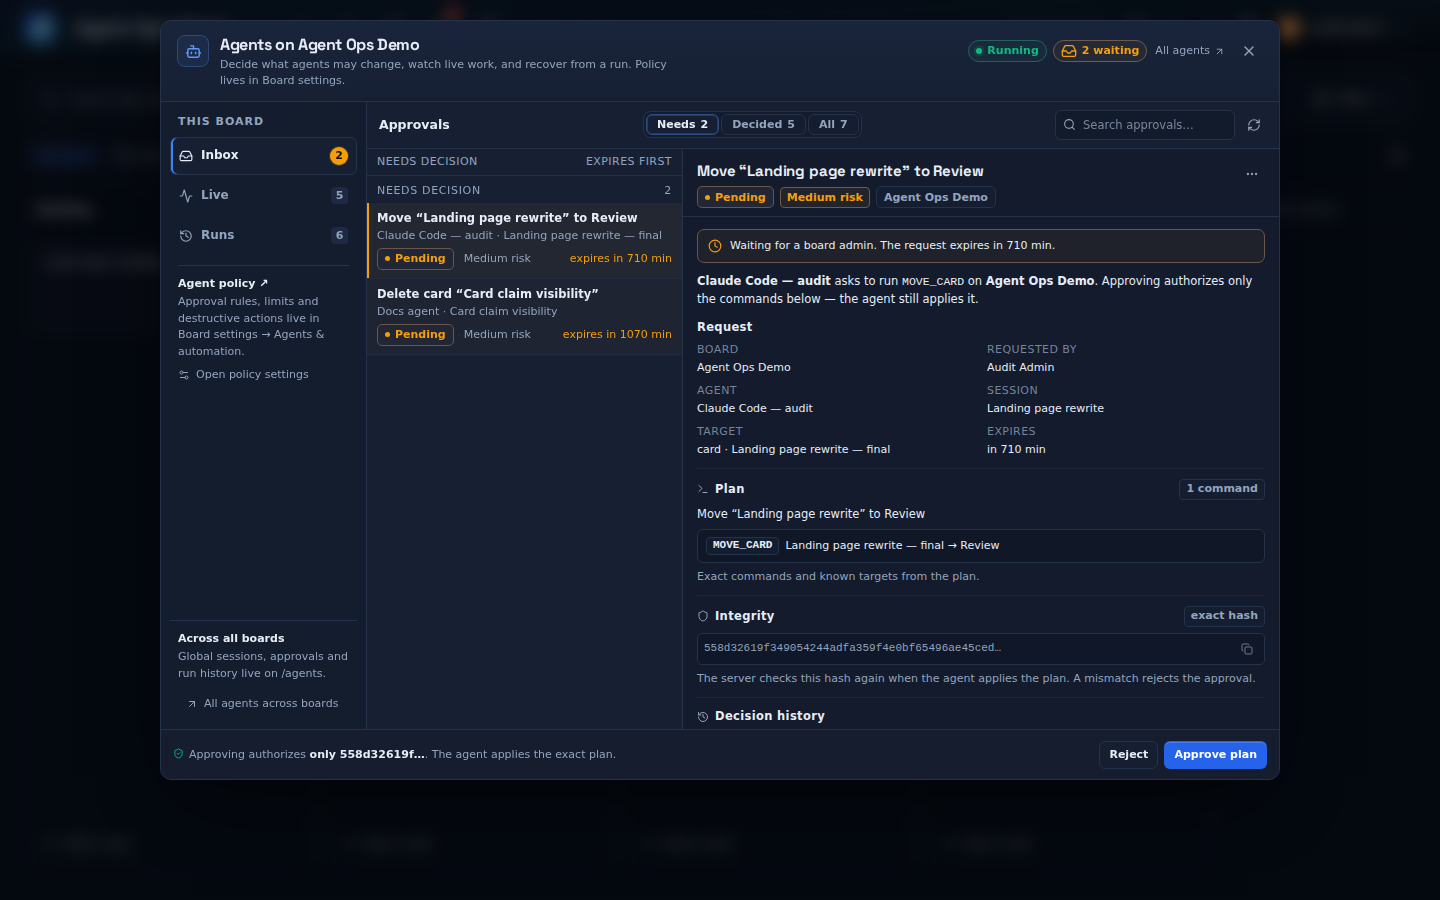 Agents on Agent Ops Demo
Decide what agents may change, watch live work, and recover from a run. Policy
lives in Board settings.
Running
2 waiting
All agents ↗
THIS BOARD
Inbox 2
Live 5
Runs 6
Agent policy ↗
Approval rules, limits and
destructive actions live in
Board settings → Agents &
automation.
Open policy settings
Across all boards
Global sessions, approvals and
run history live on /agents.
All agents across boards
Approvals
Needs 2
Decided 5
All 7
Search approvals...
NEEDS DECISION EXPIRES FIRST
NEEDS DECISION 2
Move “Landing page rewrite” to Review
Claude Code — audit · Landing page rewrite — final
Pending Medium risk expires in 710 min
Delete card “Card claim visibility”
Docs agent · Card claim visibility
Pending Medium risk expires in 1070 min
Move “Landing page rewrite” to Review
Pending Medium risk Agent Ops Demo
Waiting for a board admin. The request expires in 710 min.
Claude Code — audit asks to run MOVE_CARD on Agent Ops Demo. Approving authorizes only
the commands below — the agent still applies it.
Request
BOARD REQUESTED BY
Agent Ops Demo Audit Admin
AGENT SESSION
Claude Code — audit Landing page rewrite
TARGET EXPIRES
card · Landing page rewrite — final in 710 min
Plan 1 command
Move “Landing page rewrite” to Review
MOVE_CARD Landing page rewrite — final → Review
Exact commands and known targets from the plan.
Integrity exact hash
558d32619f349054244adfa359f4e0bf65496ae45ced…
The server checks this hash again when the agent applies the plan. A mismatch rejects the approval.
Decision history
Approving authorizes only 558d32619f…. The agent applies the exact plan.
Reject
Approve plan